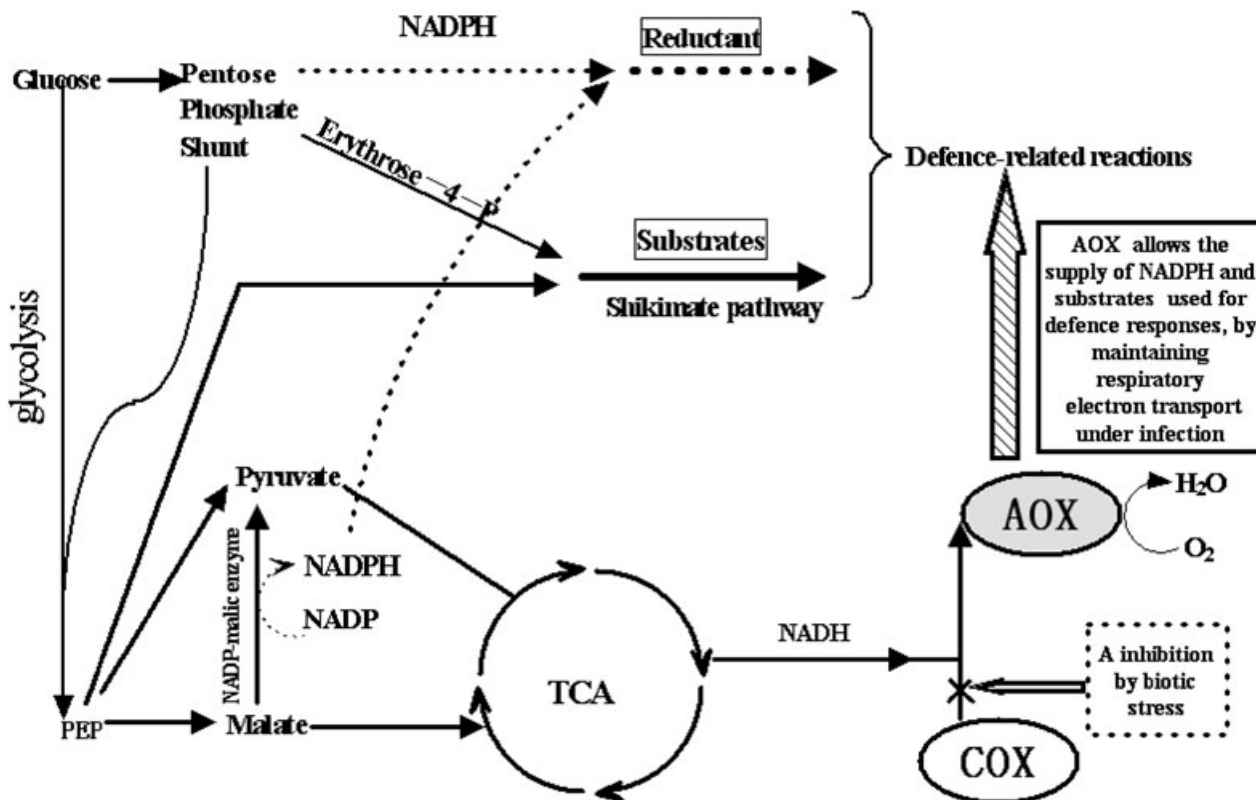 NADPH
Reductant
Glucose
Pentose
Phosphate
Shunt
Erythrose—4—P
Defence-related reactions
Substrates
Shikimate pathway
AOX allows the
supply of NADPH and
substrates used for
defence responses, by
maintaining
respiratory
electron transport
under infection
glycolysis
Pyruvate
NADP-malic enzyme
NADPH
NADP
AOX
H₂O
O₂
NADH
TCA
A inhibition
by biotic
stress
PEP
Malate
COX